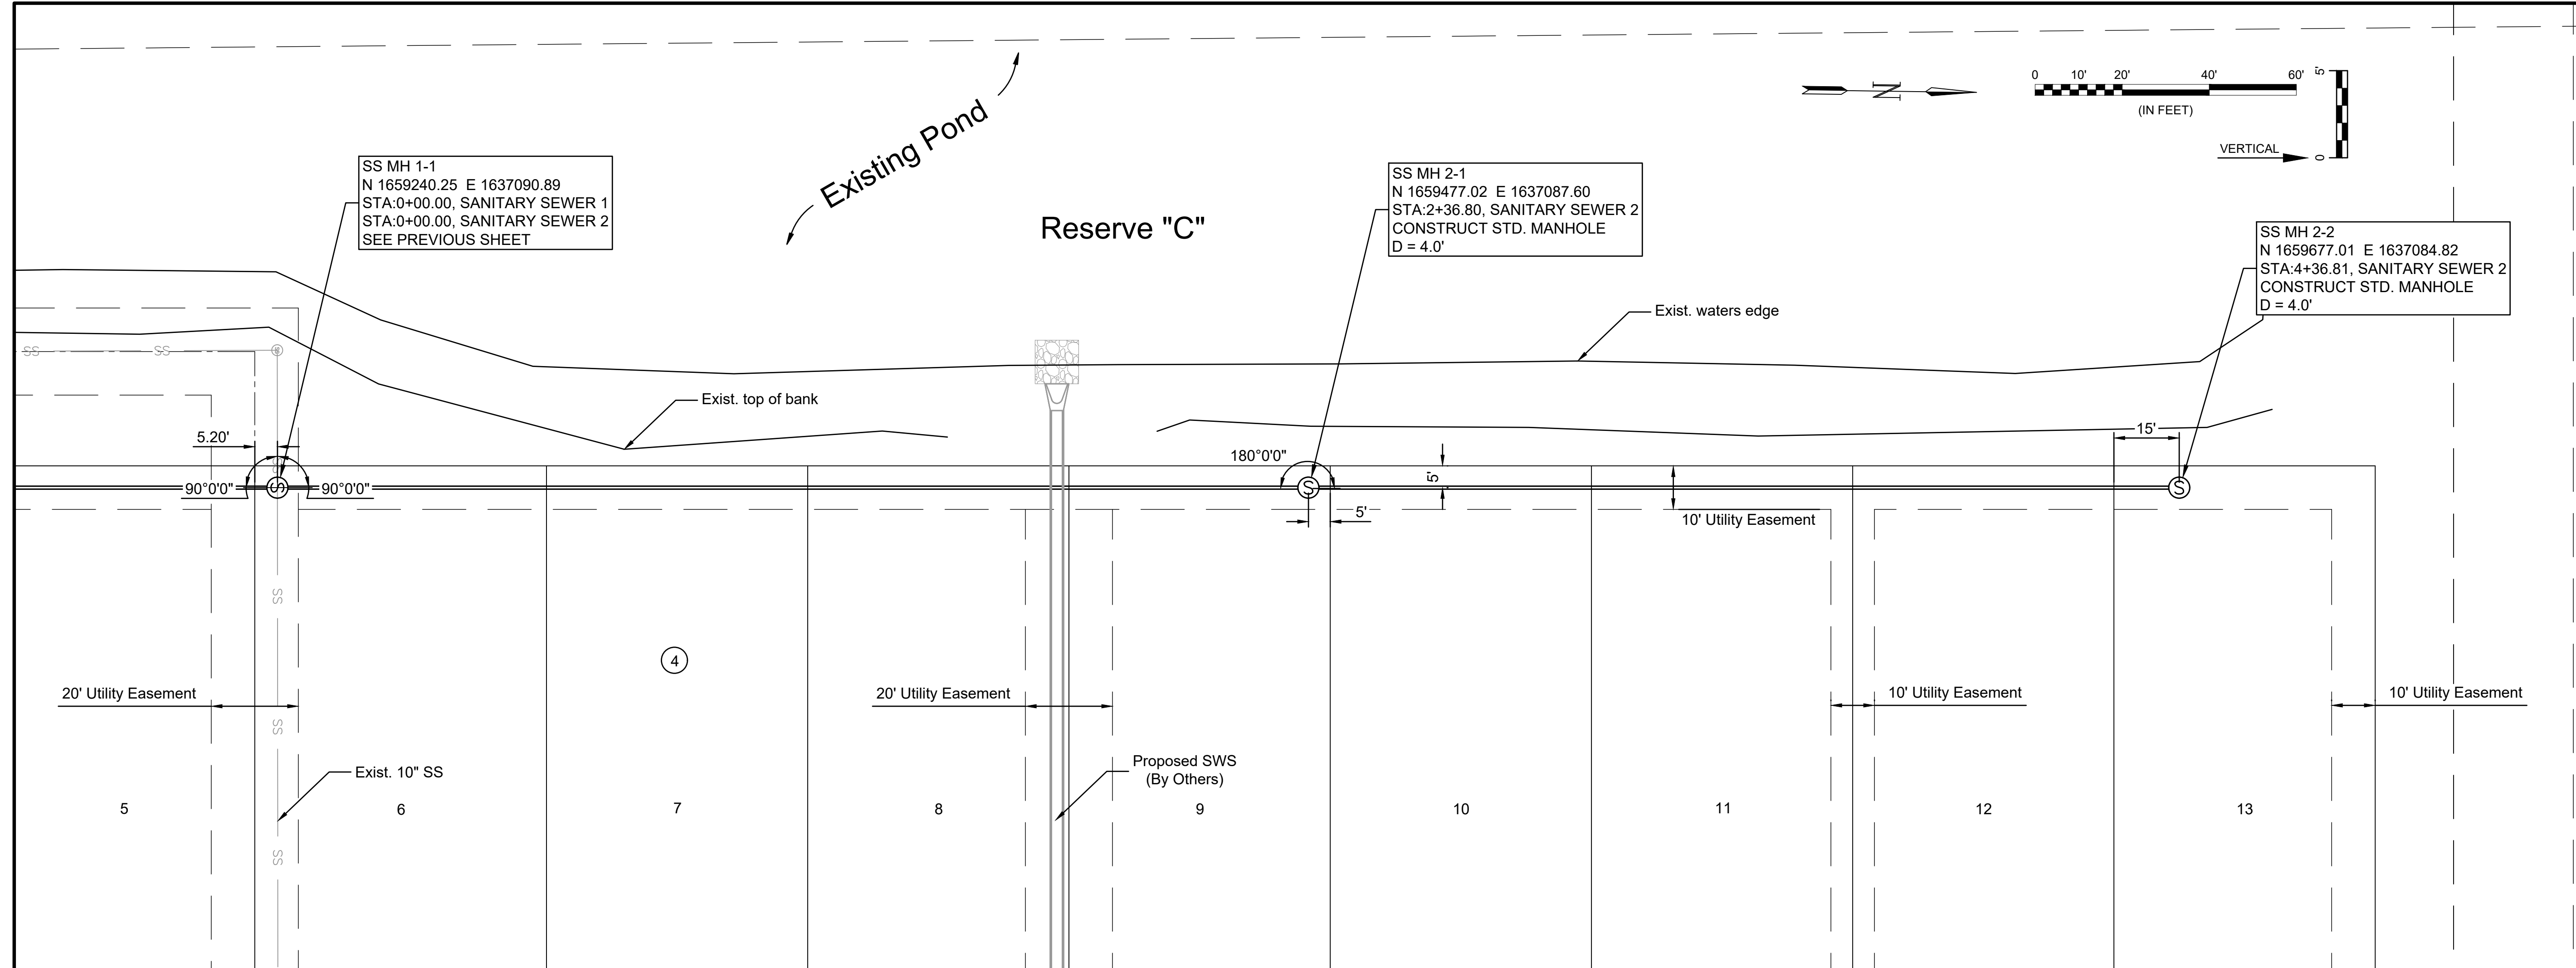 0 10' 20' 40' 60'
(IN FEET)
5'
0
VERTICAL
N
Existing Pond
Reserve "C"
SS MH 1-1
N 1659240.25 E 1637090.89
STA:0+00.00, SANITARY SEWER 1
STA:0+00.00, SANITARY SEWER 2
SEE PREVIOUS SHEET
SS MH 2-1
N 1659477.02 E 1637087.60
STA:2+36.80, SANITARY SEWER 2
CONSTRUCT STD. MANHOLE
D = 4.0'
SS MH 2-2
N 1659677.01 E 1637084.82
STA:4+36.81, SANITARY SEWER 2
CONSTRUCT STD. MANHOLE
D = 4.0'
Exist. waters edge
SS
SS
Exist. top of bank
5.20'
15'
180°0'0"
SS
90°0'0"
S
90°0'0"
S
5'
S
5'
10' Utility Easement
SS
4
20' Utility Easement
20' Utility Easement
10' Utility Easement
10' Utility Easement
SS
Exist. 10" SS
Proposed SWS
(By Others)
5
6
7
8
9
10
11
12
13
SS